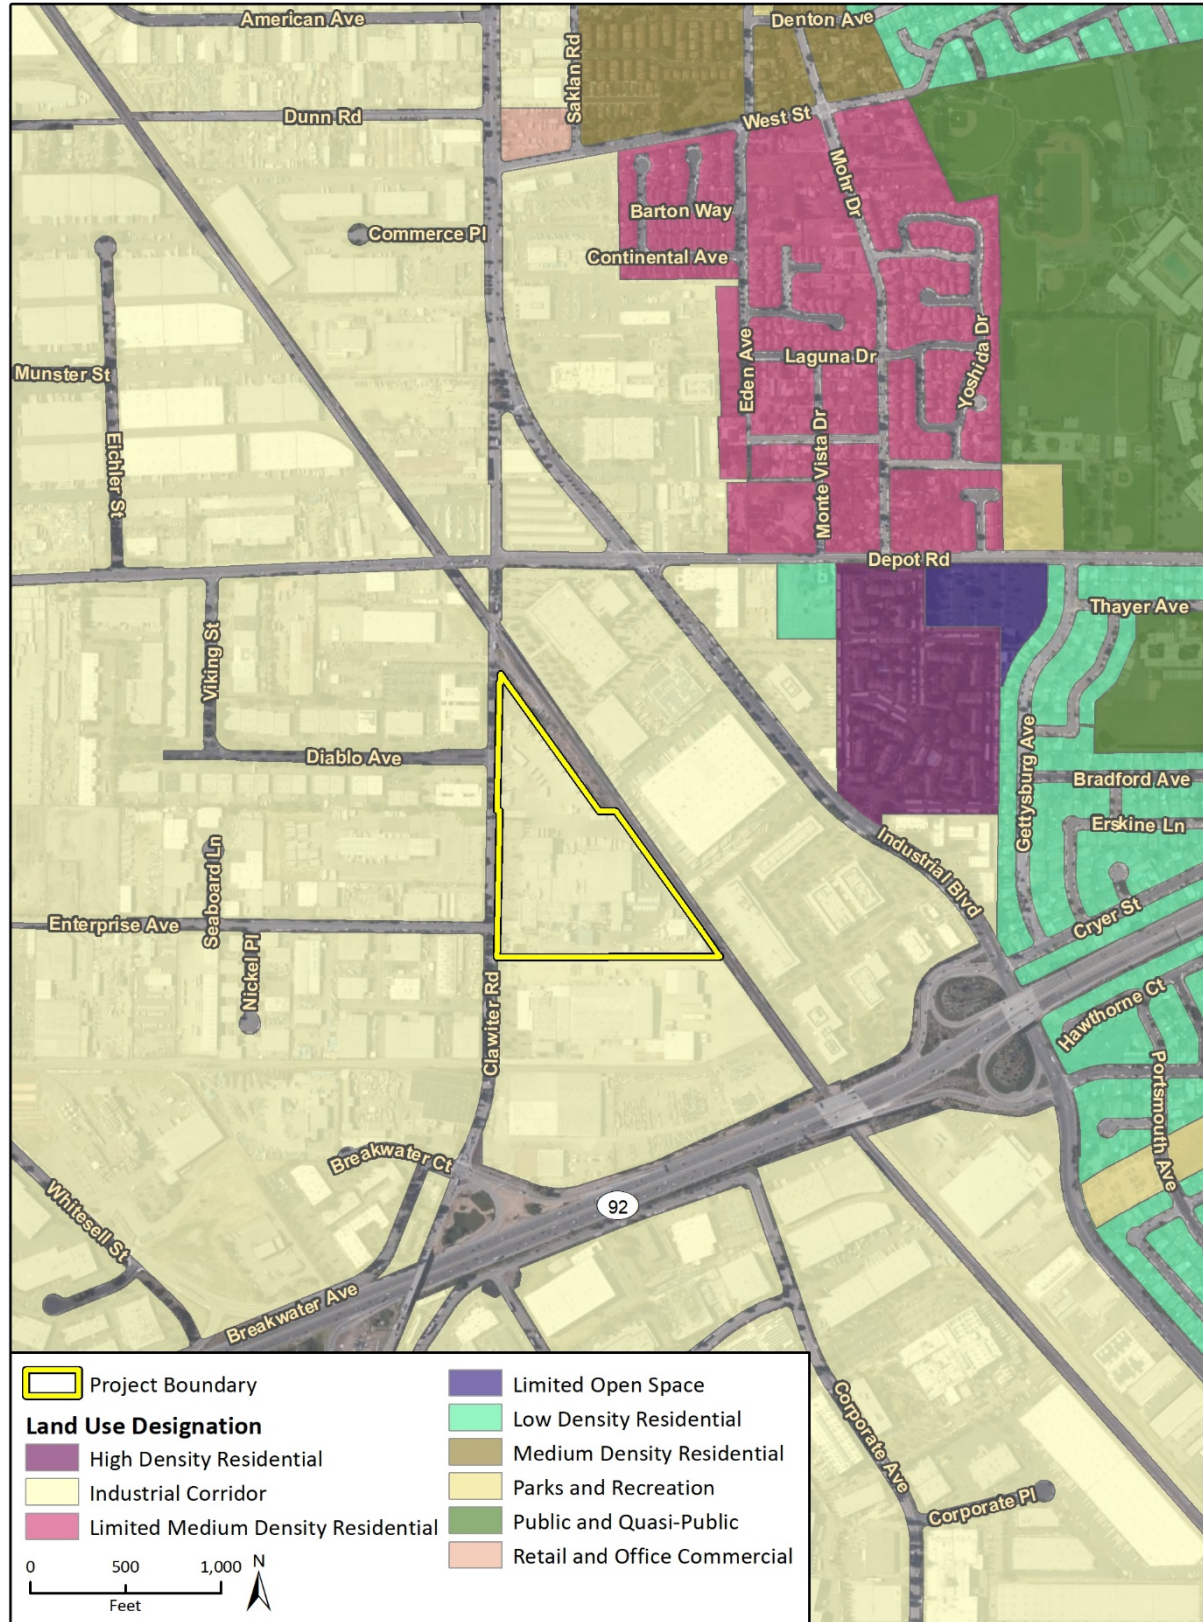 American Ave
Saklan Rd
Denton Ave
Dunn Rd
West St
Mohr Dr
Barton Way
Commerce Pl
Continental Ave
Munster St
Eichler St
Eden Ave
Laguna Dr
Yoshida Dr
Monte Vista Dr
Depot Rd
Thayer Ave
Viking St
Diablo Ave
Gettysburg Ave
Bradford Ave
Erskine Ln
Industrial Blvd
Seaboard Ln
Enterprise Ave
Nickel Pl
Cryer St
Clawiter Rd
Hawthorne Ct
Portsmouth Ave
Breakwater Ct
Whitesell St
92
Breakwater Ave
Corporate Ave
Corporate Pl
Project Boundary
Land Use Designation
High Density Residential
Industrial Corridor
Limited Medium Density Residential
Limited Open Space
Low Density Residential
Medium Density Residential
Parks and Recreation
Public and Quasi-Public
Retail and Office Commercial
0 500 1,000
Feet
N